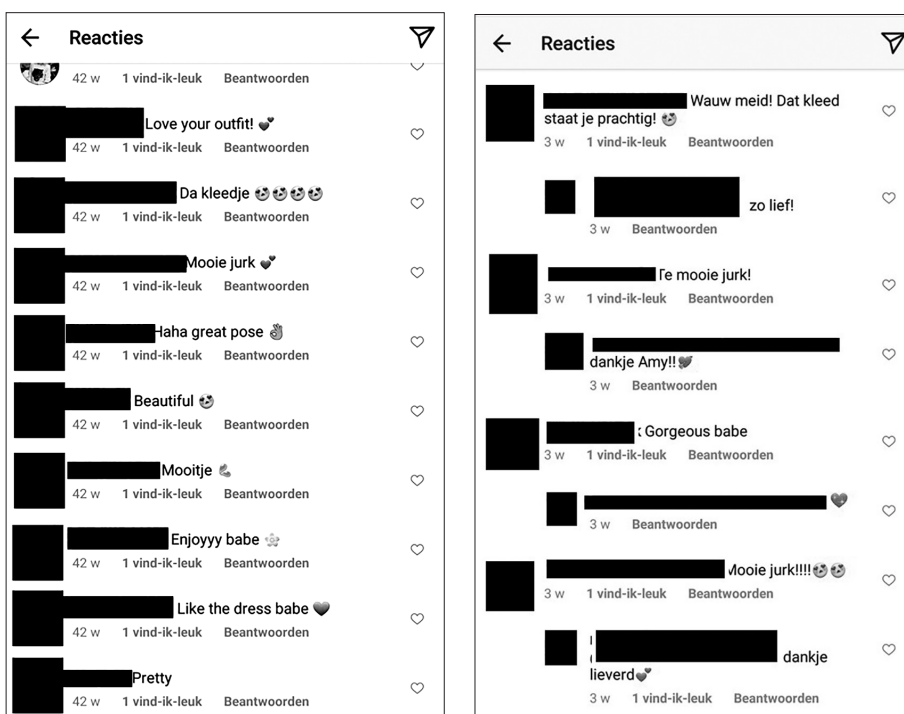 Reacties
42 w 1 vind-ik-leuk Beantwoorden
Love your outfit! 💕
42 w 1 vind-ik-leuk Beantwoorden
Da kleedje 😍😍😍😍
42 w 1 vind-ik-leuk Beantwoorden
Mooie jurk 💕
42 w 1 vind-ik-leuk Beantwoorden
Haha great pose 👌
42 w 1 vind-ik-leuk Beantwoorden
Beautiful 😍
42 w 1 vind-ik-leuk Beantwoorden
Mooitje
42 w 1 vind-ik-leuk Beantwoorden
Enjoyyy babe
42 w 1 vind-ik-leuk Beantwoorden
Like the dress babe ❤
42 w 1 vind-ik-leuk Beantwoorden
Pretty
42 w 1 vind-ik-leuk Beantwoorden
Reacties
Wauw meid! Dat kleed
staat je prachtig! 😍
3 w 1 vind-ik-leuk Beantwoorden
zo lief!
3 w Beantwoorden
Te mooie jurk!
3 w 1 vind-ik-leuk Beantwoorden
dankje Amy!!💘
3 w Beantwoorden
Gorgeous babe
3 w 1 vind-ik-leuk Beantwoorden
💖
3 w Beantwoorden
Mooie jurk!!!!😍😍
3 w 1 vind-ik-leuk Beantwoorden
dankje
lieverd💕
3 w 1 vind-ik-leuk Beantwoorden